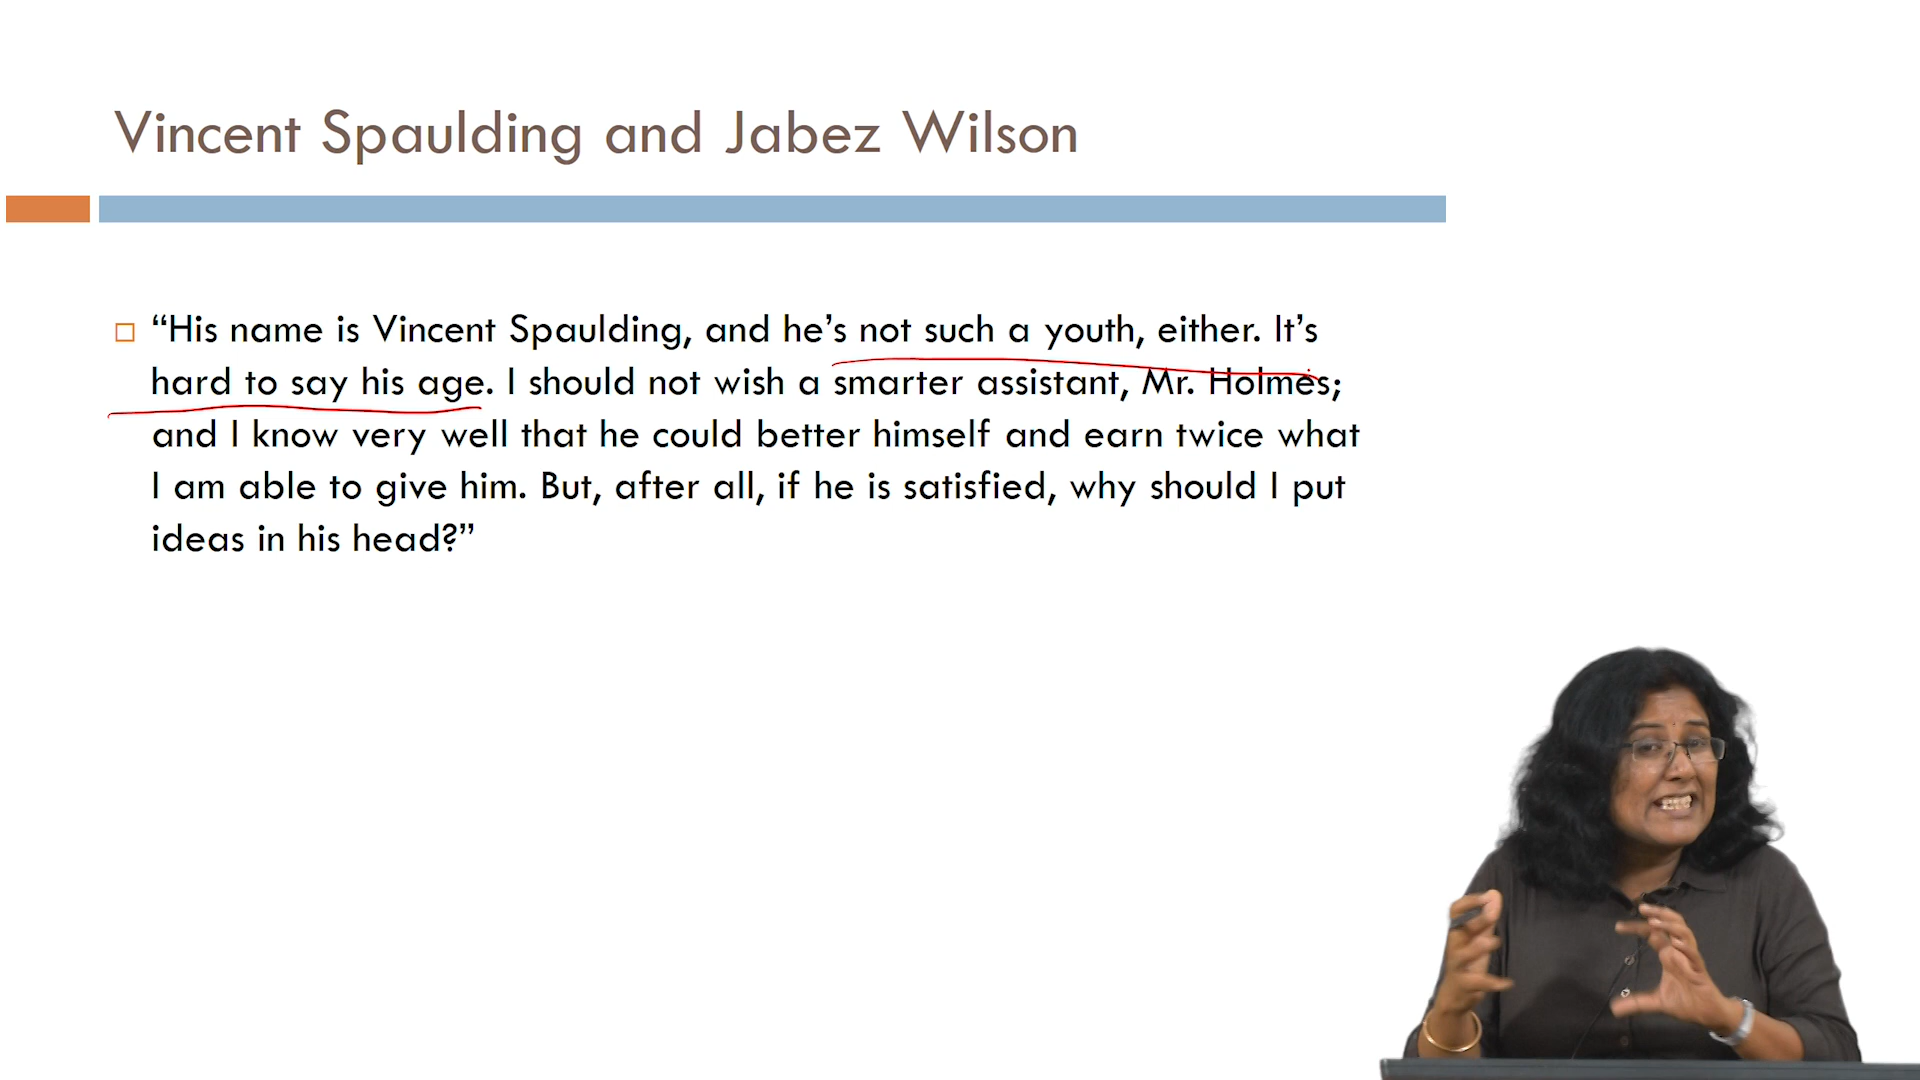 Vincent Spaulding and Jabez Wilson
“His name is Vincent Spaulding, and he’s not such a youth, either. It’s
hard to say his age. I should not wish a smarter assistant, Mr. Holmes;
and I know very well that he could better himself and earn twice what
I am able to give him. But, after all, if he is satisfied, why should I put
ideas in his head?”